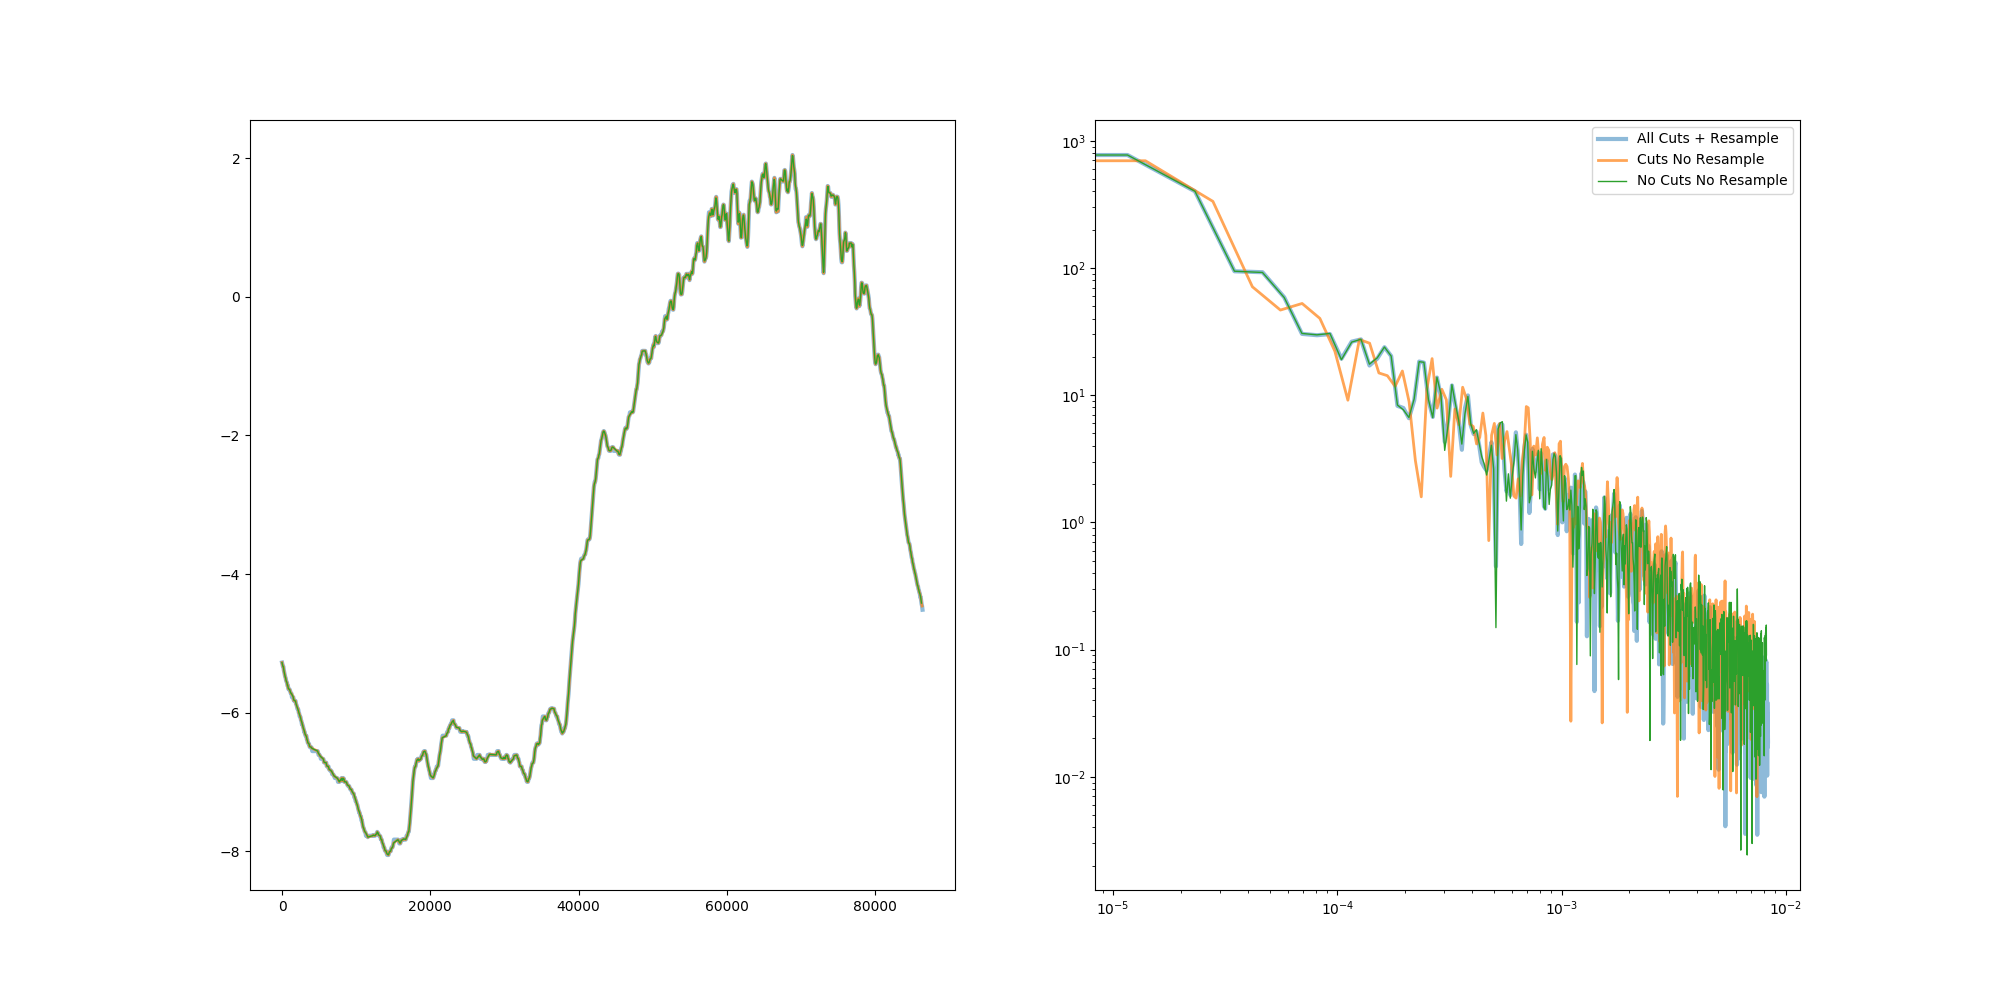 2
0
−2
−4
−6
−8
0 20000 40000 60000 80000
10³
10²
10¹
10⁰
10⁻¹
10⁻²
10⁻⁵ 10⁻⁴ 10⁻³ 10⁻²
All Cuts + Resample
Cuts No Resample
No Cuts No Resample